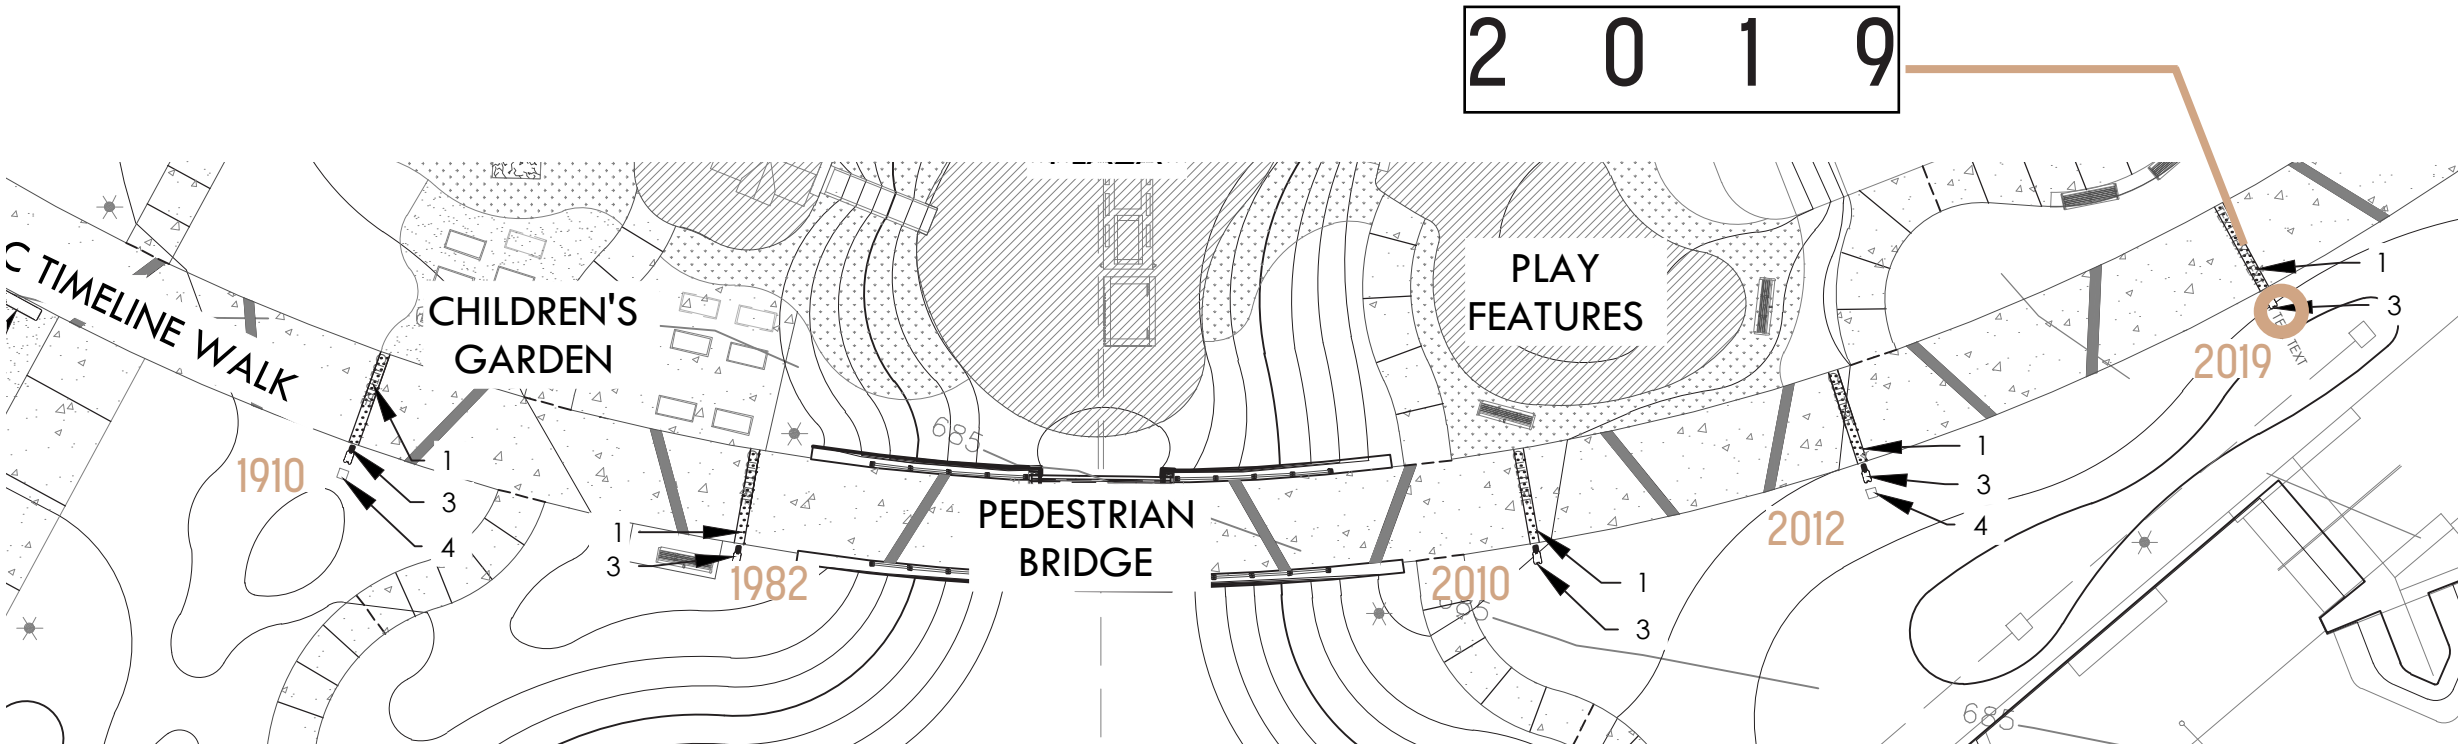 2 0 1 9
C TIMELINE WALK
CHILDREN'S
GARDEN
PLAY
FEATURES
PEDESTRIAN
BRIDGE
1910
1
3
4
1
3
1982
685
2010
1
3
2012
1
3
4
2019
1
3
TEXT
685